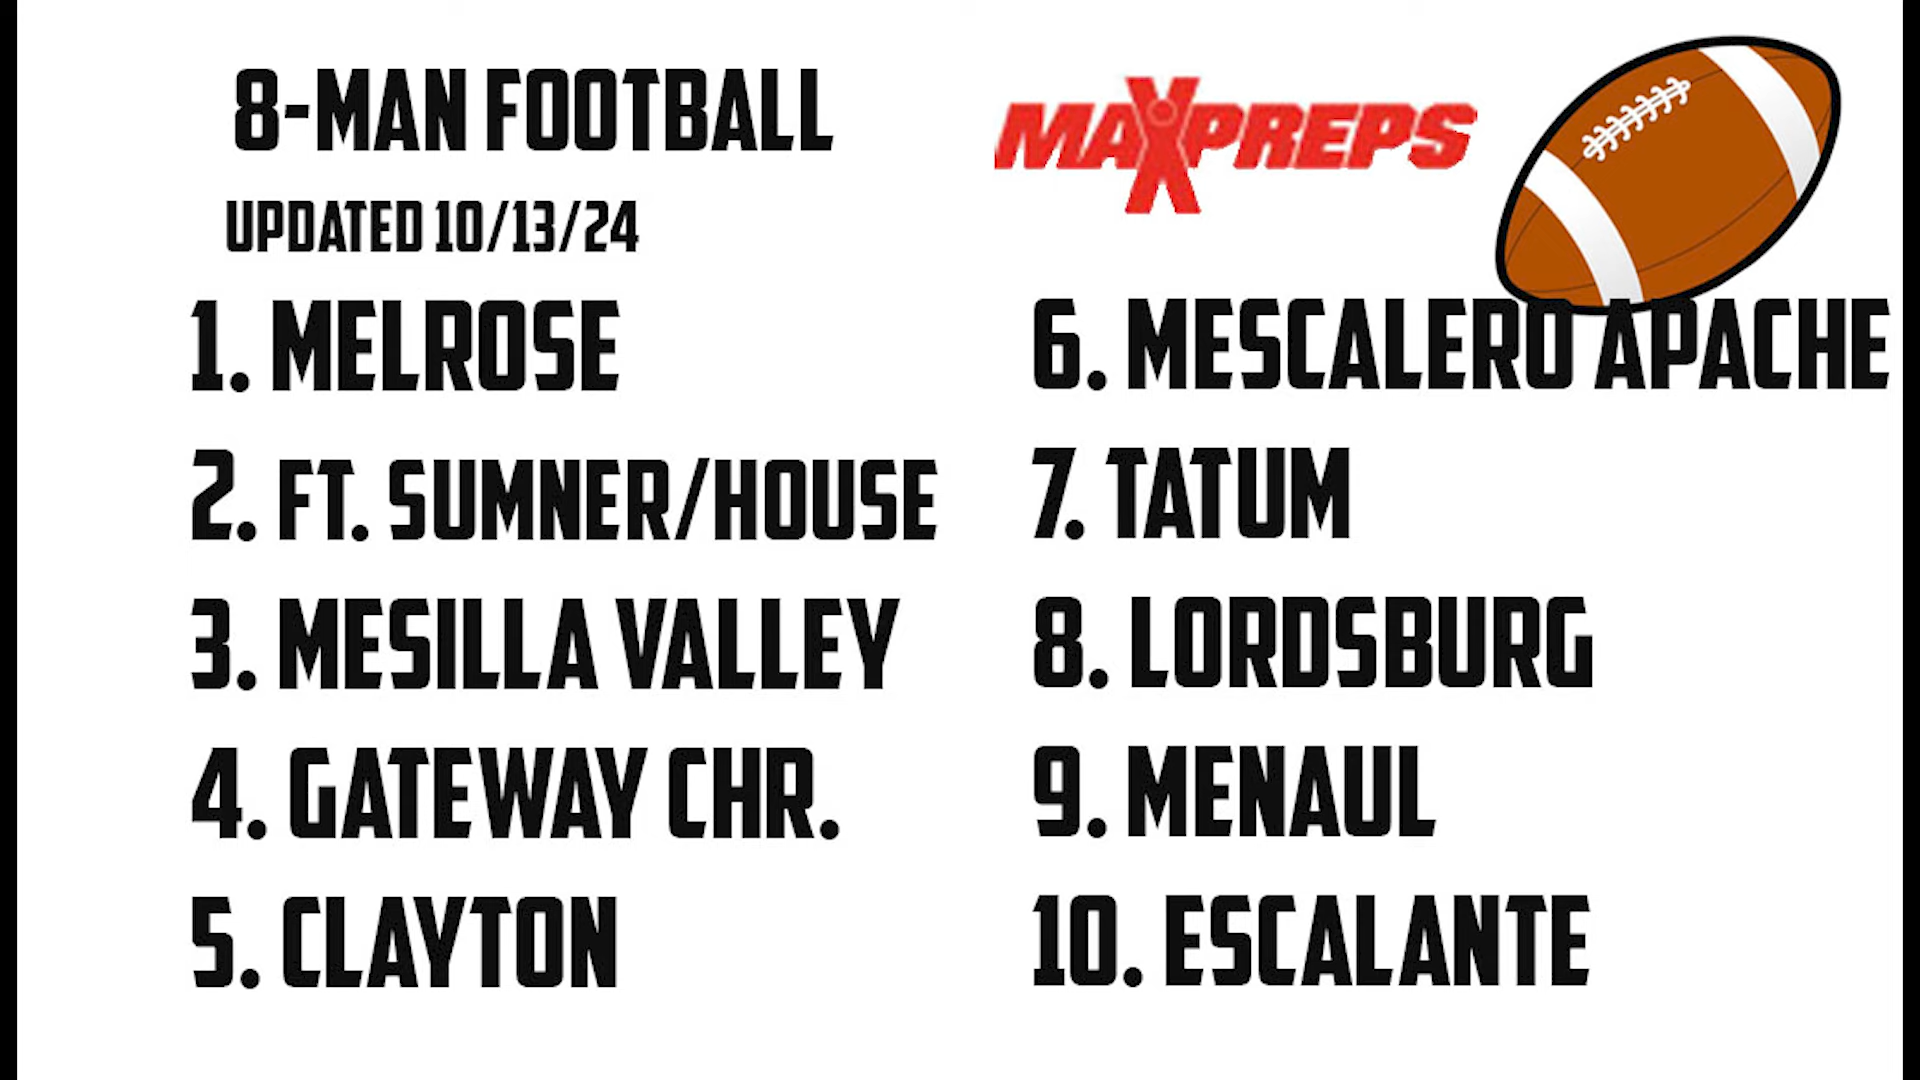 8-MAN FOOTBALL
MAXPREPS
UPDATED 10/13/24
1. MELROSE
2. FT. SUMNER/HOUSE
3. MESILLA VALLEY
4. GATEWAY CHR.
5. CLAYTON
6. MESCALERO APACHE
7. TATUM
8. LORDSBURG
9. MENAUL
10. ESCALANTE